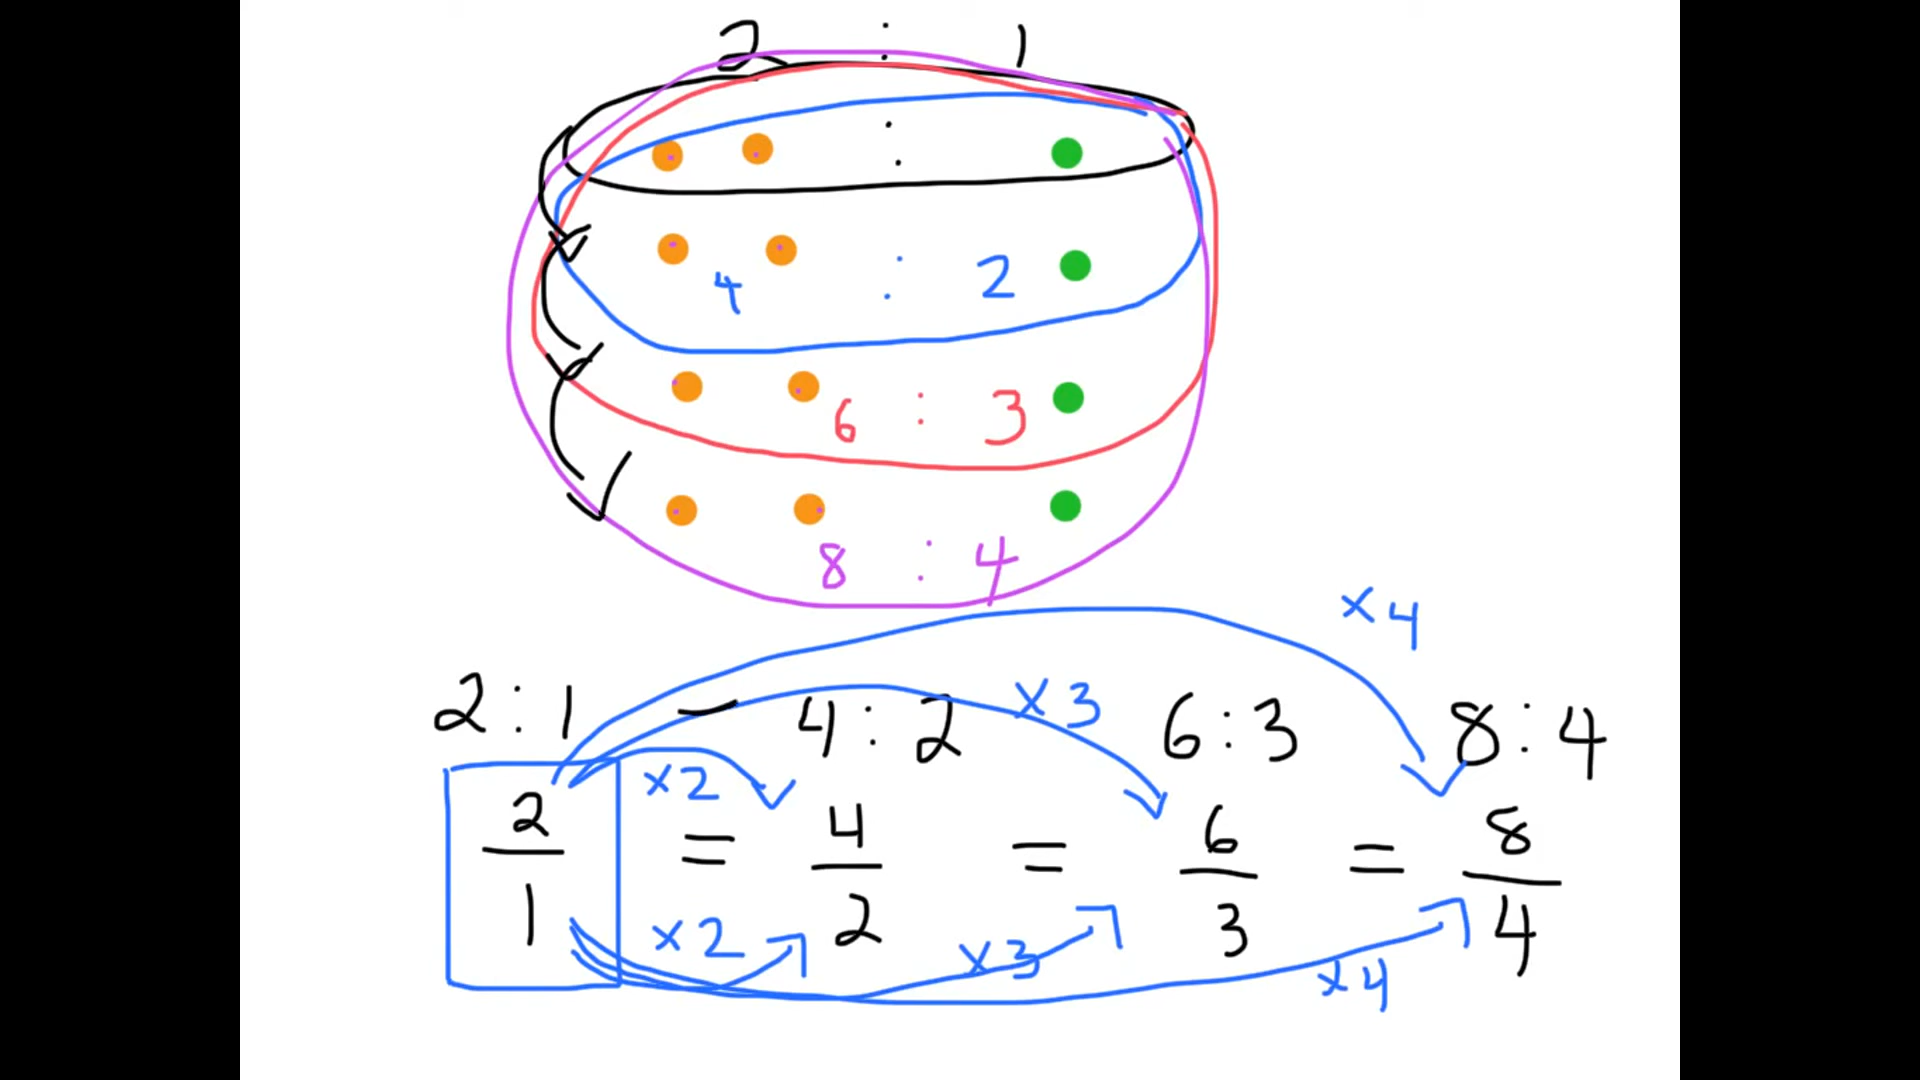 2 : 1
:
4 : 2
6 : 3
8 : 4
×4
2:1 - 4:2 ×3 6:3 8:4
×2
2/1 = 4/2 = 6/3 = 8/4
×2 ×3 ×4